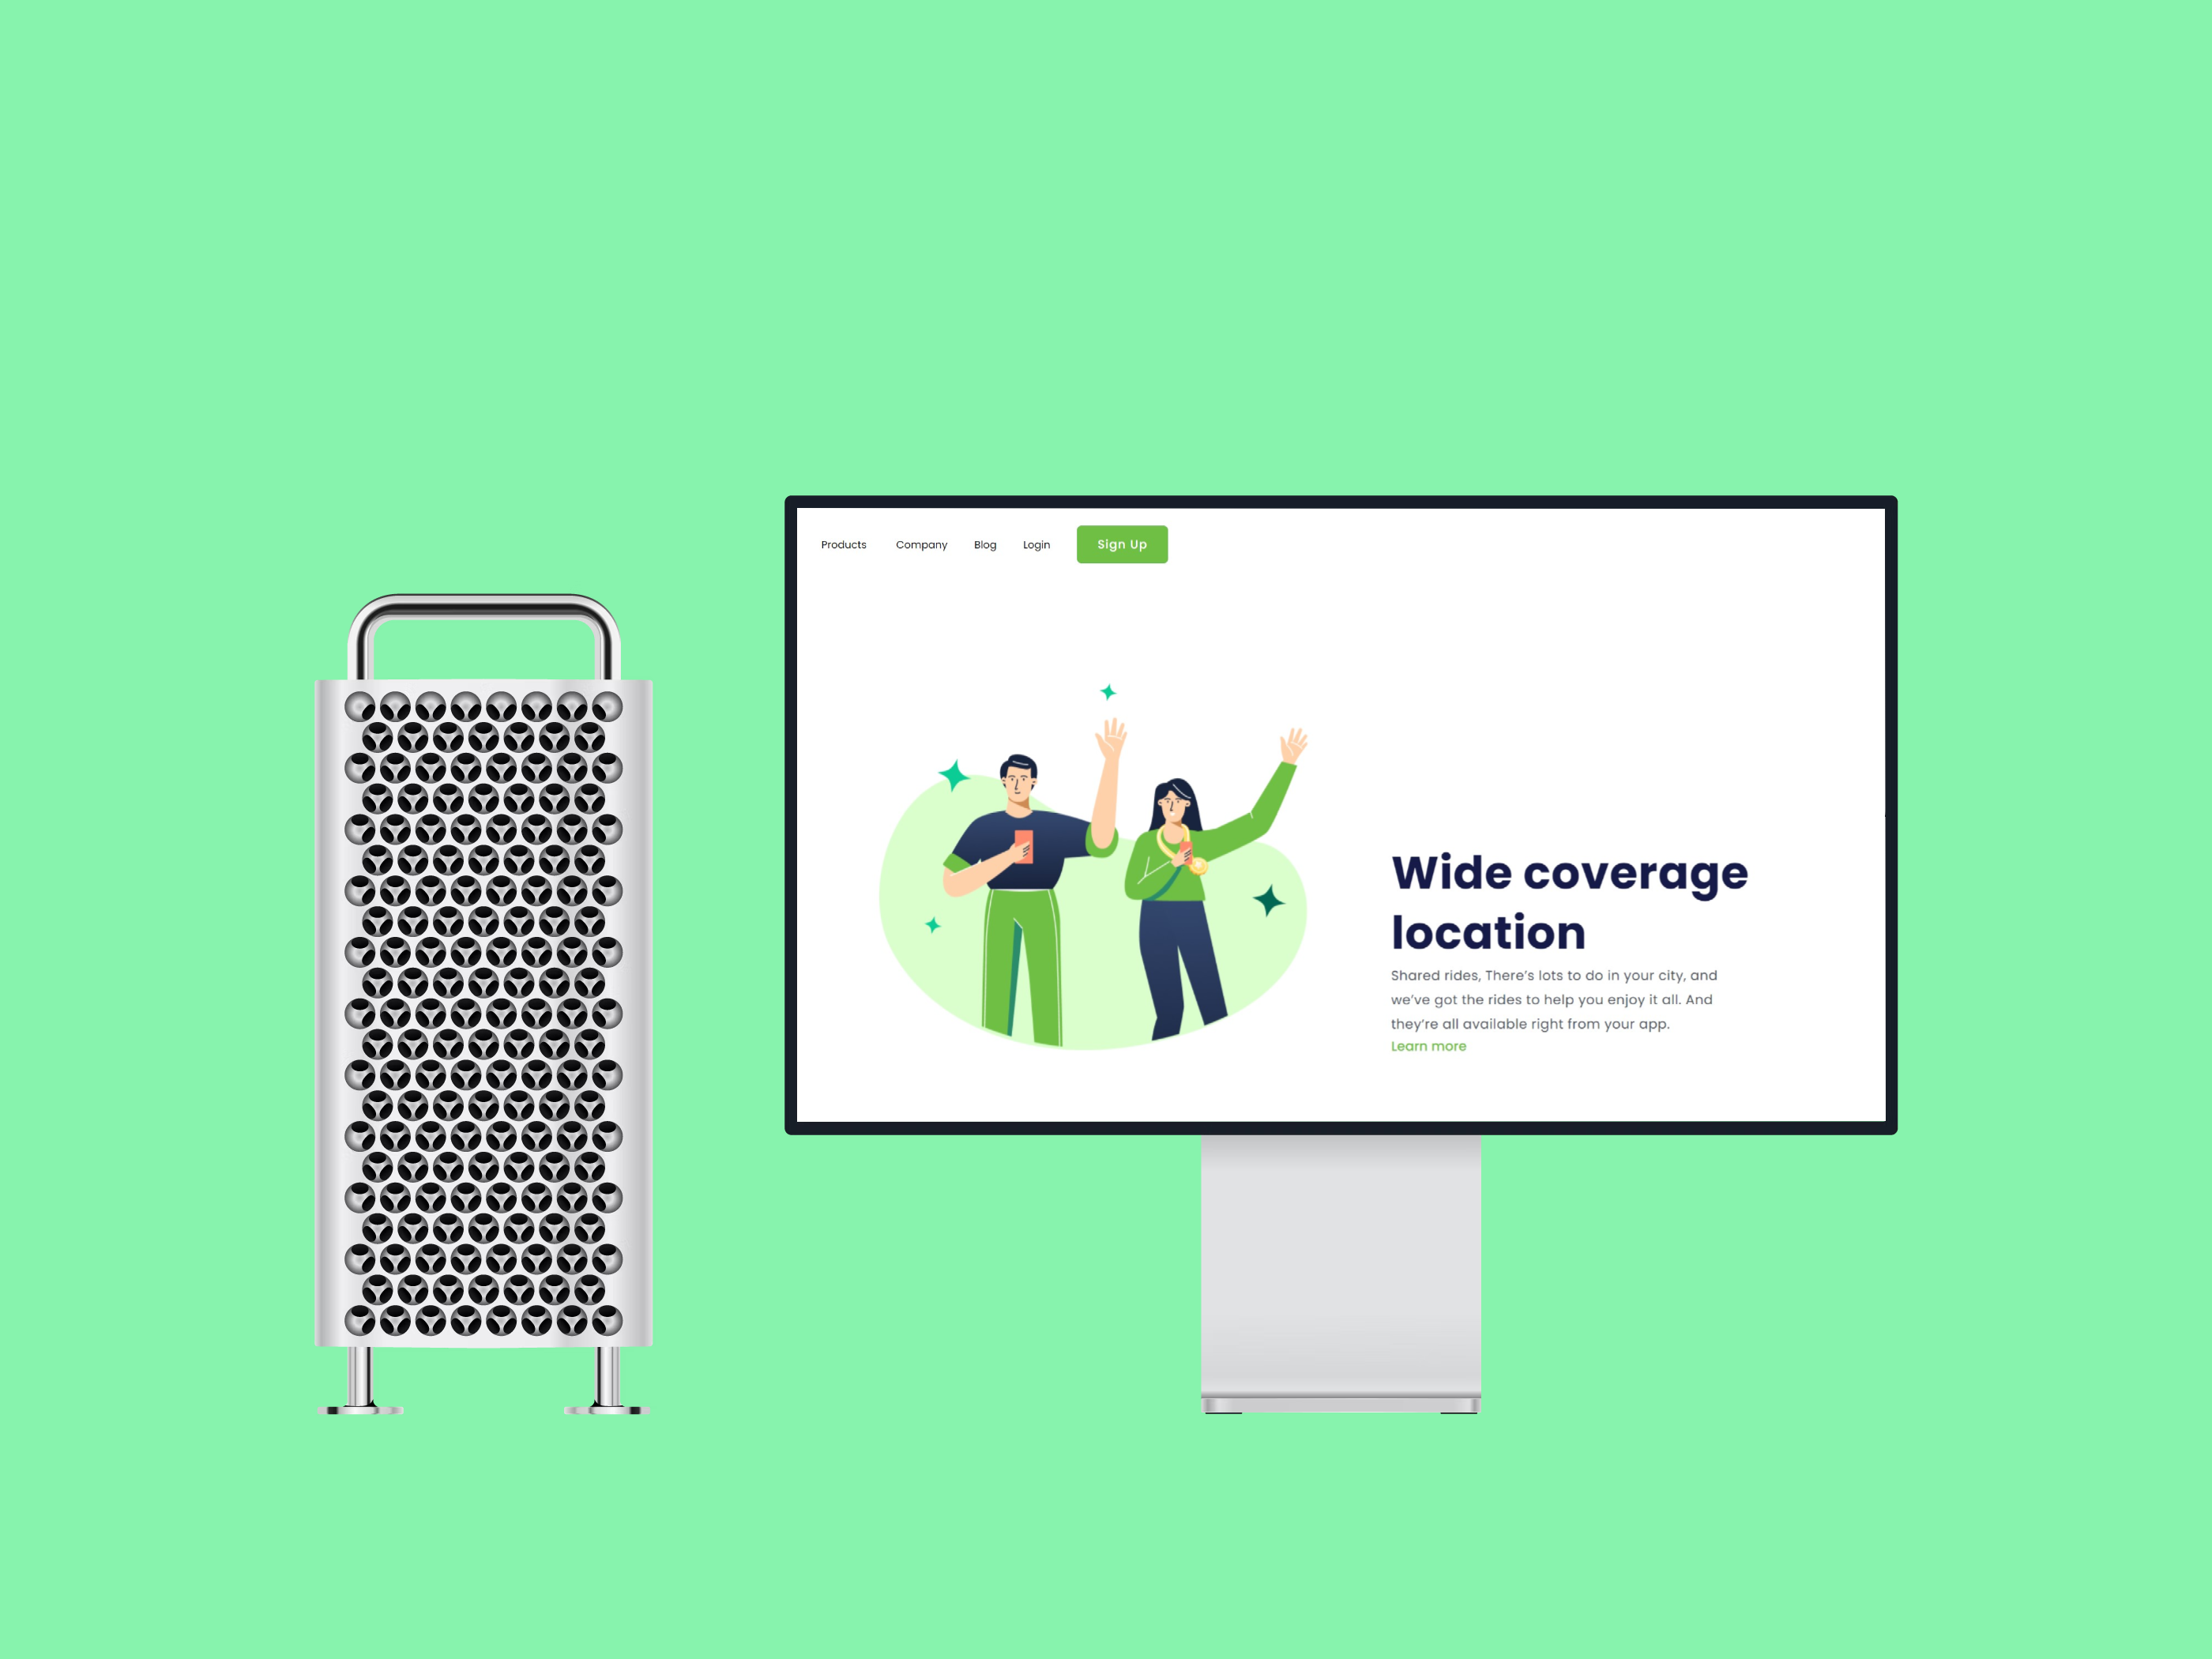 Products Company Blog Login Sign Up
Wide coverage
location
Shared rides, There's lots to do in your city, and
we've got the rides to help you enjoy it all. And
they're all available right from your app.
Learn more